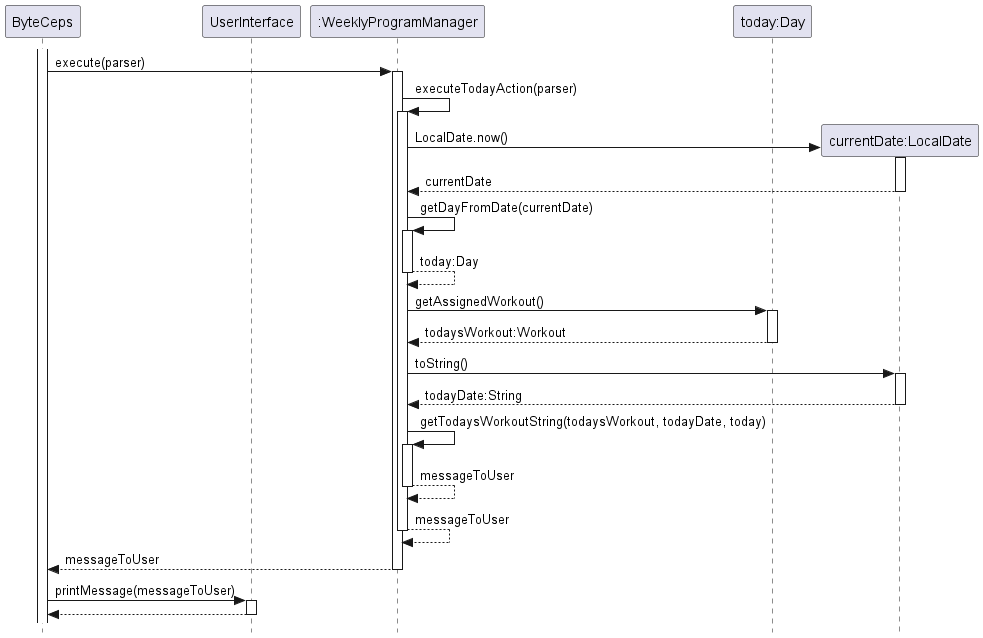 ByteCeps
UserInterface
:WeeklyProgramManager
today:Day
execute(parser)
executeTodayAction(parser)
LocalDate.now()
currentDate:LocalDate
currentDate
getDayFromDate(currentDate)
today:Day
getAssignedWorkout()
todaysWorkout:Workout
toString()
todayDate:String
getTodaysWorkoutString(todaysWorkout, todayDate, today)
messageToUser
messageToUser
messageToUser
printMessage(messageToUser)